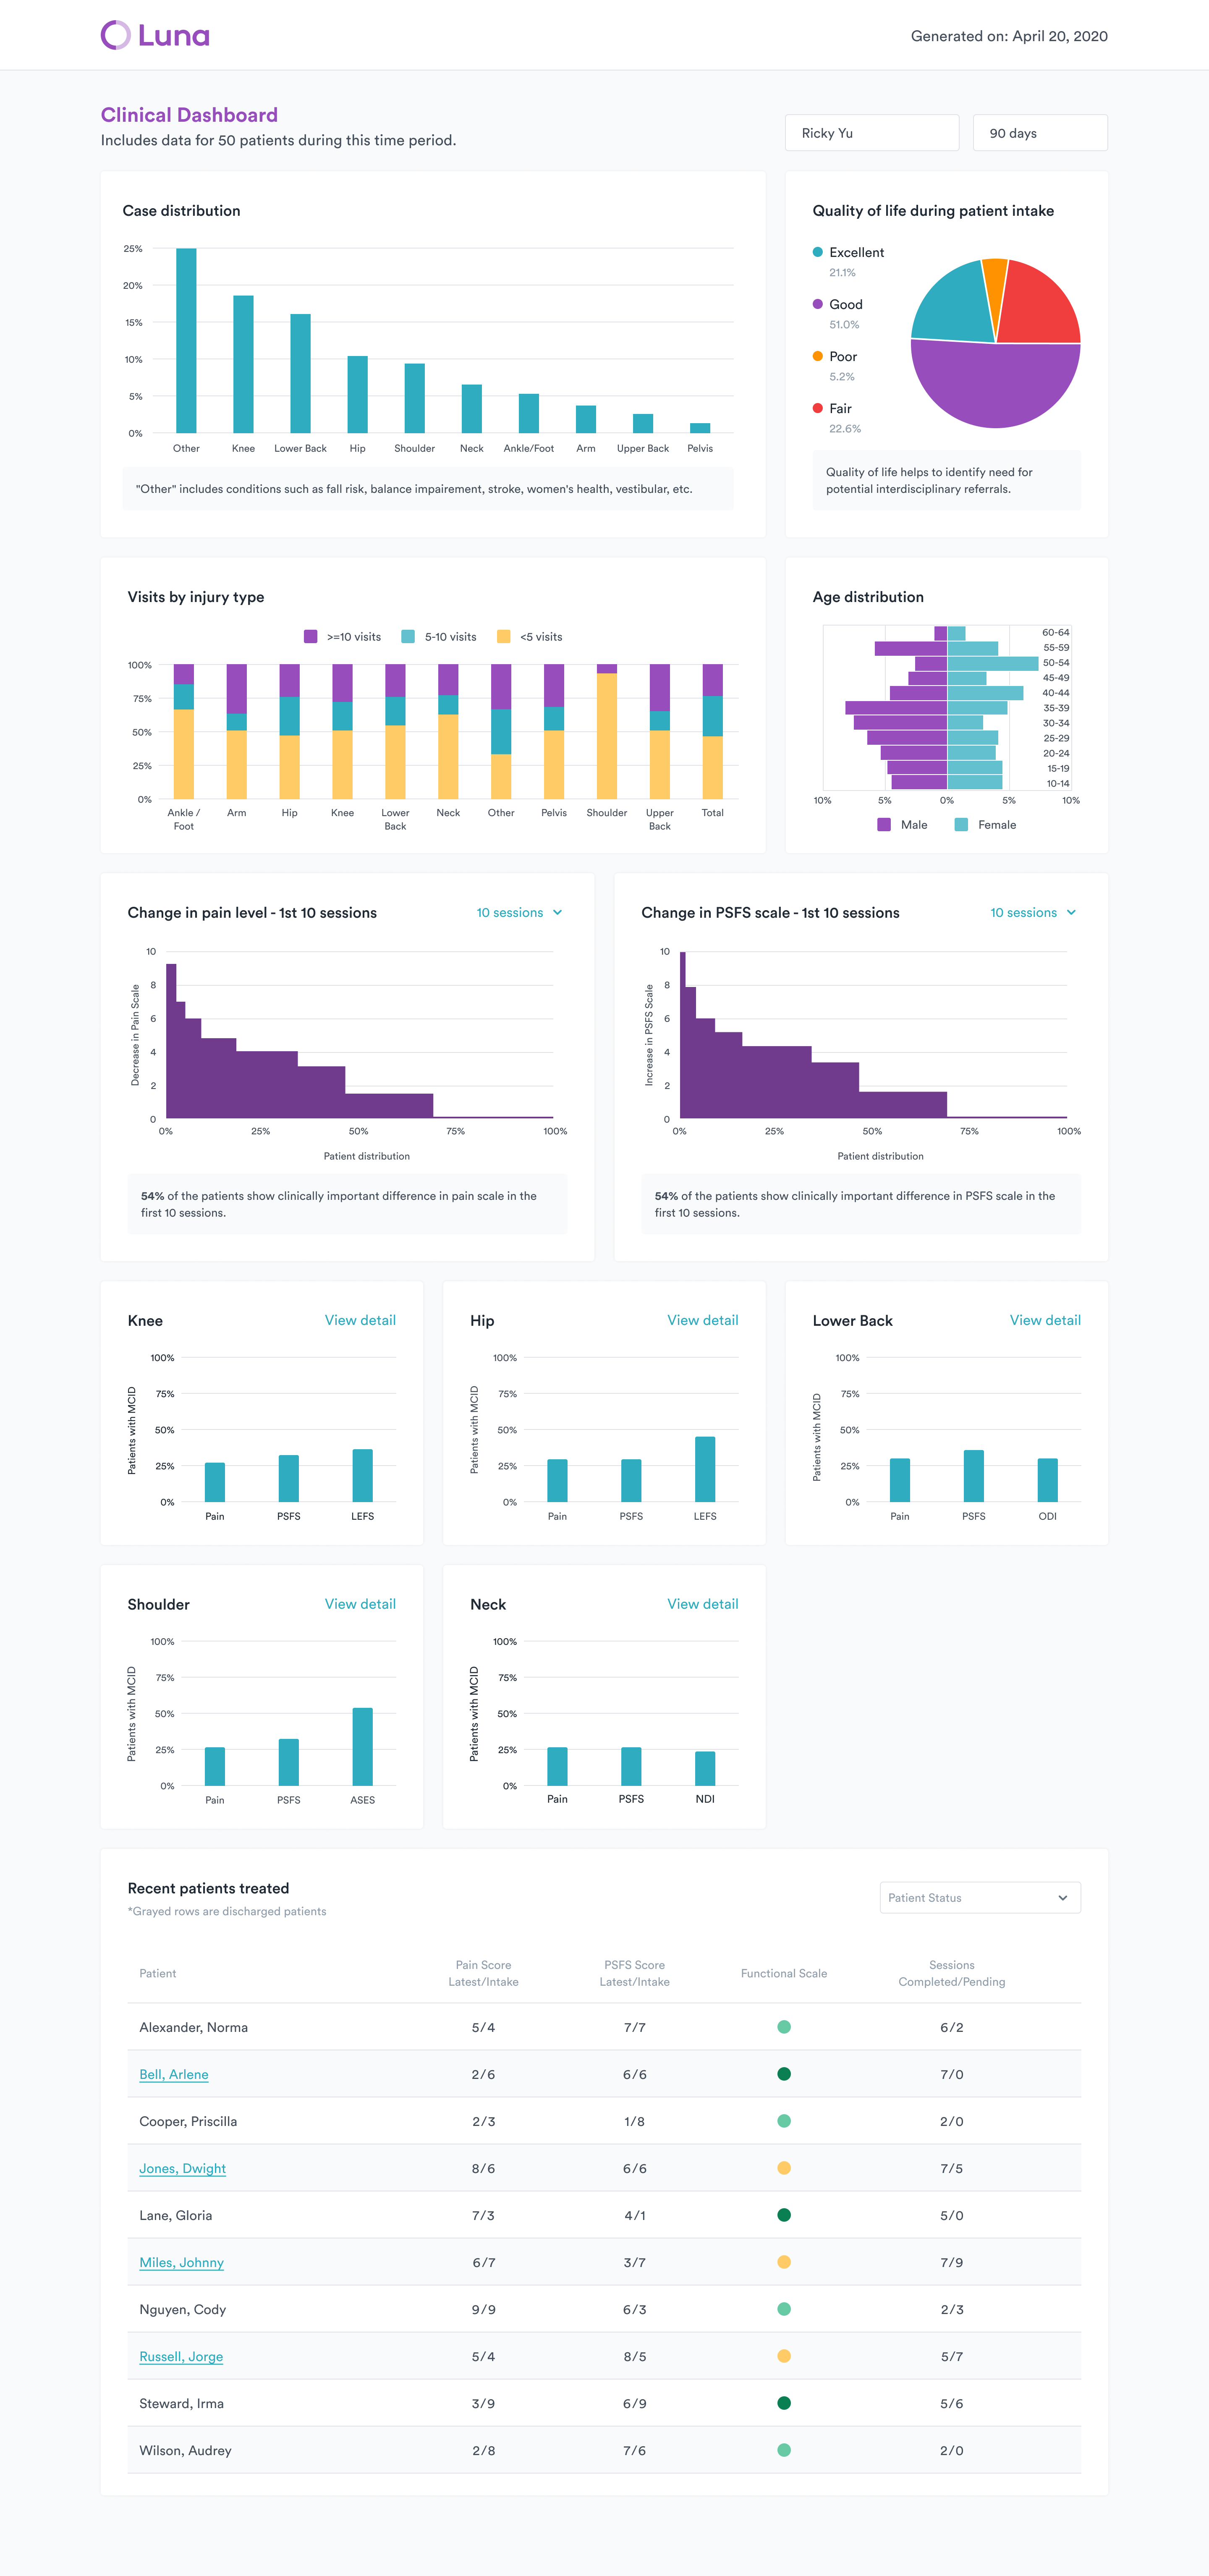 Luna
Generated on: April 20, 2020
Clinical Dashboard
Includes data for 50 patients during this time period.
Ricky Yu
90 days
Case distribution
25%
20%
15%
10%
5%
0%
Other Knee Lower Back Hip Shoulder Neck Ankle/Foot Arm Upper Back Pelvis
"Other" includes conditions such as fall risk, balance impairement, stroke, women's health, vestibular, etc.
Quality of life during patient intake
Excellent
21.1%
Good
51.0%
Poor
5.2%
Fair
22.6%
Quality of life helps to identify need for
potential interdisciplinary referrals.
Visits by injury type
>=10 visits 5-10 visits <5 visits
100%
75%
50%
25%
0%
Ankle / Foot Arm Hip Knee Lower Back Neck Other Pelvis Shoulder Upper Back Total
Age distribution
60-64
55-59
50-54
45-49
40-44
35-39
30-34
25-29
20-24
15-19
10-14
10% 5% 0% 5% 10%
Male Female
Change in pain level - 1st 10 sessions
10 sessions
Decrease in Pain Scale
10
8
6
4
2
0
0% 25% 50% 75% 100%
Patient distribution
54% of the patients show clinically important difference in pain scale in the
first 10 sessions.
Change in PSFS scale - 1st 10 sessions
10 sessions
Increase in PSFS Scale
10
8
6
4
2
0
0% 25% 50% 75% 100%
Patient distribution
54% of the patients show clinically important difference in PSFS scale in the
first 10 sessions.
Knee
View detail
Patients with MCID
100%
75%
50%
25%
0%
Pain PSFS LEFS
Hip
View detail
Patients with MCID
100%
75%
50%
25%
0%
Pain PSFS LEFS
Lower Back
View detail
Patients with MCID
100%
75%
50%
25%
0%
Pain PSFS ODI
Shoulder
View detail
Patients with MCID
100%
75%
50%
25%
0%
Pain PSFS ASES
Neck
View detail
Patients with MCID
100%
75%
50%
25%
0%
Pain PSFS NDI
Recent patients treated
*Grayed rows are discharged patients
Patient Status
Patient Pain Score Latest/Intake PSFS Score Latest/Intake Functional Scale Sessions Completed/Pending
Alexander, Norma 5/4 7/7 6/2
Bell, Arlene 2/6 6/6 7/0
Cooper, Priscilla 2/3 1/8 2/0
Jones, Dwight 8/6 6/6 7/5
Lane, Gloria 7/3 4/1 5/0
Miles, Johnny 6/7 3/7 7/9
Nguyen, Cody 9/9 6/3 2/3
Russell, Jorge 5/4 8/5 5/7
Steward, Irma 3/9 6/9 5/6
Wilson, Audrey 2/8 7/6 2/0